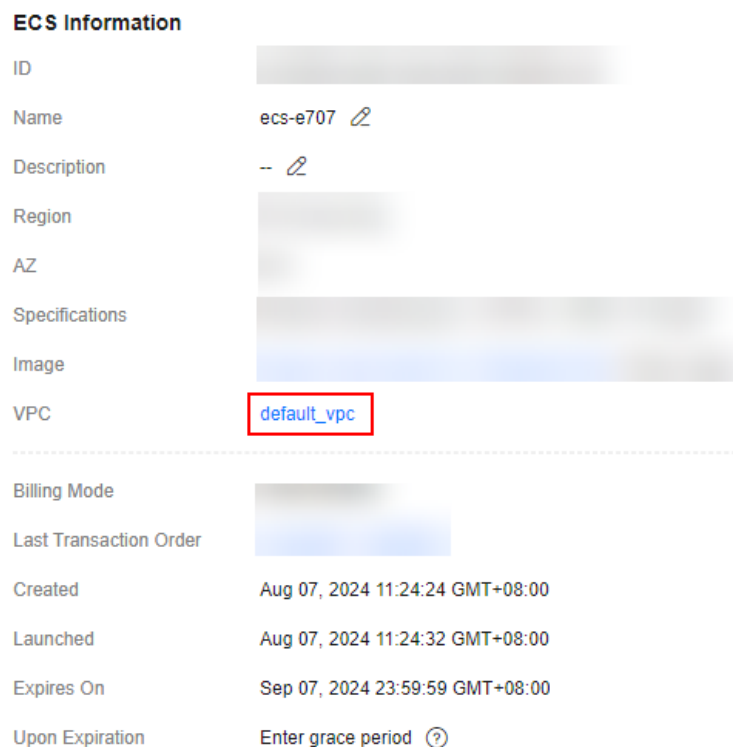 ECS Information
ID
Name ecs-e707
Description --
Region
AZ
Specifications
Image
VPC default_vpc
Billing Mode
Last Transaction Order
Created Aug 07, 2024 11:24:24 GMT+08:00
Launched Aug 07, 2024 11:24:32 GMT+08:00
Expires On Sep 07, 2024 23:59:59 GMT+08:00
Upon Expiration Enter grace period ?